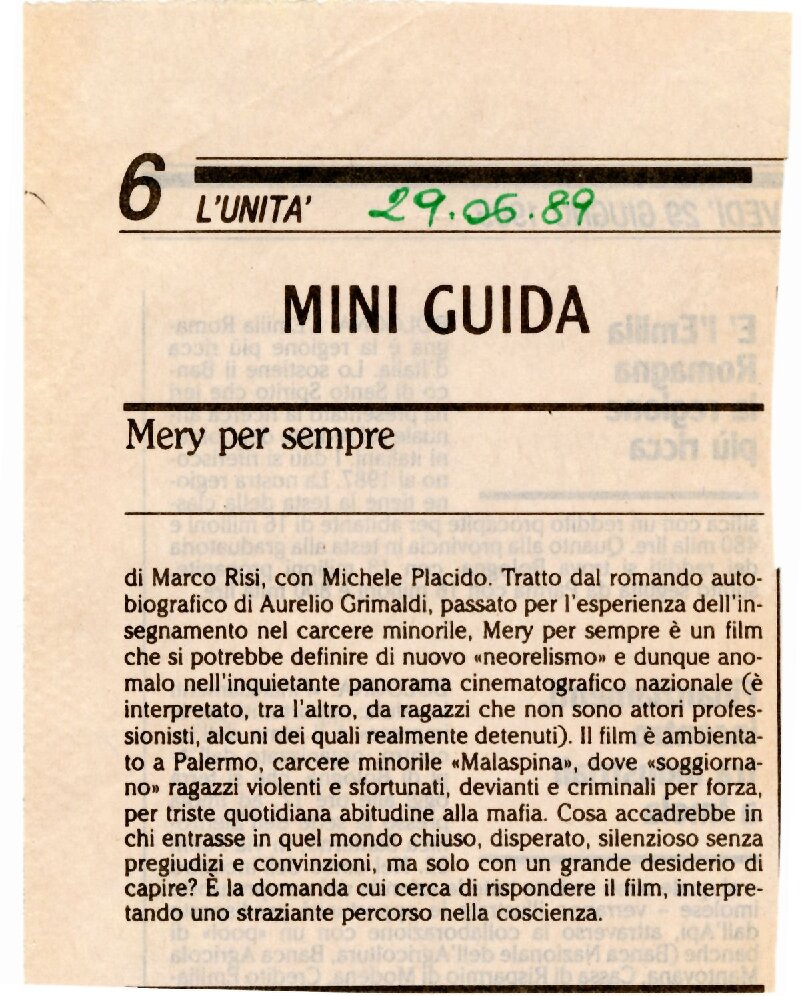 6 L'UNITA' 29.06.89
MINI GUIDA
Mery per sempre
di Marco Risi, con Michele Placido. Tratto dal romando auto-
biografico di Aurelio Grimaldi, passato per l'esperienza dell'in-
segnamento nel carcere minorile, Mery per sempre è un film
che si potrebbe definire di nuovo «neorelismo» e dunque ano-
malo nell'inquietante panorama cinematografico nazionale (è
interpretato, tra l'altro, da ragazzi che non sono attori profes-
sionisti, alcuni dei quali realmente detenuti). Il film è ambienta-
to a Palermo, carcere minorile «Malaspina», dove «soggiorna-
no» ragazzi violenti e sfortunati, devianti e criminali per forza,
per triste quotidiana abitudine alla mafia. Cosa accadrebbe in
chi entrasse in quel mondo chiuso, disperato, silenzioso senza
pregiudizi e convinzioni, ma solo con un grande desiderio di
capire? È la domanda cui cerca di rispondere il film, interpre-
tando uno straziante percorso nella coscienza.